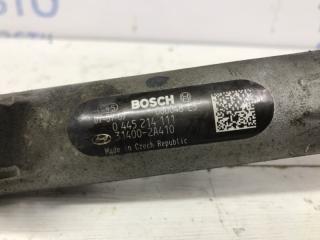 BOSCH
0 445 214 111
31400-2A410
Made in Czech Republic